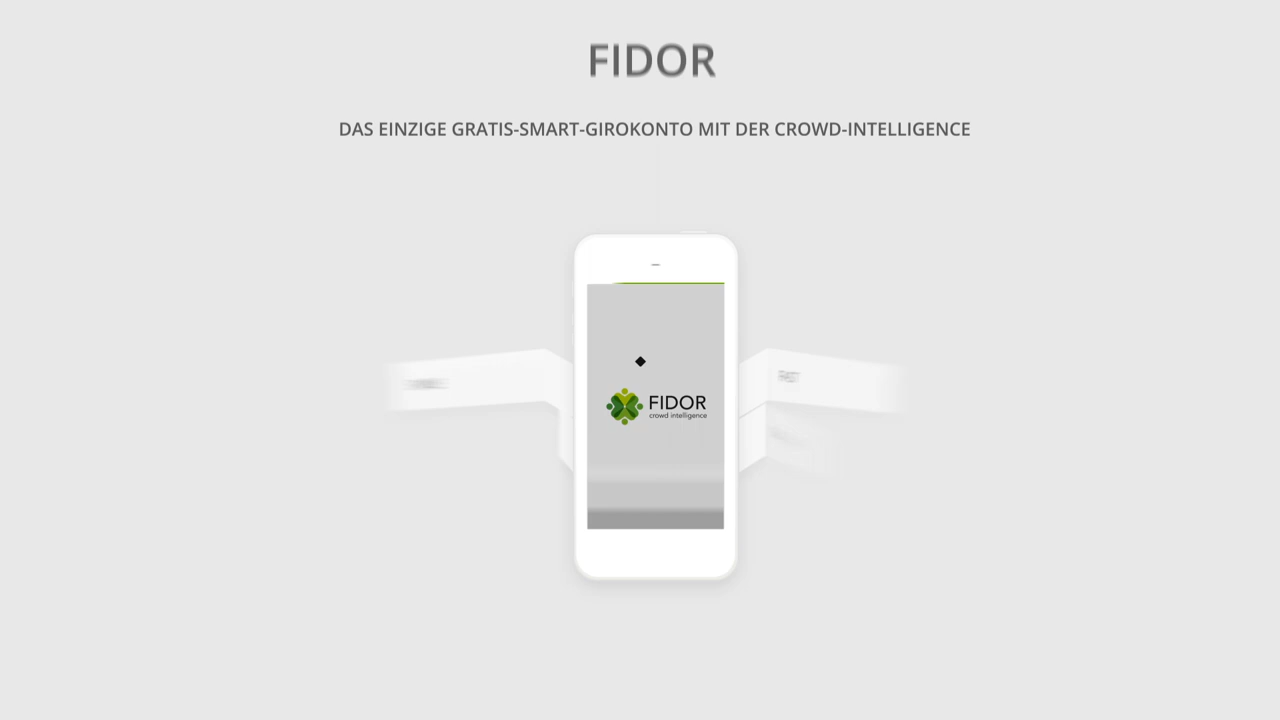 FIDOR
DAS EINZIGE GRATIS-SMART-GIROKONTO MIT DER CROWD-INTELLIGENCE
FIDOR
crowd intelligence